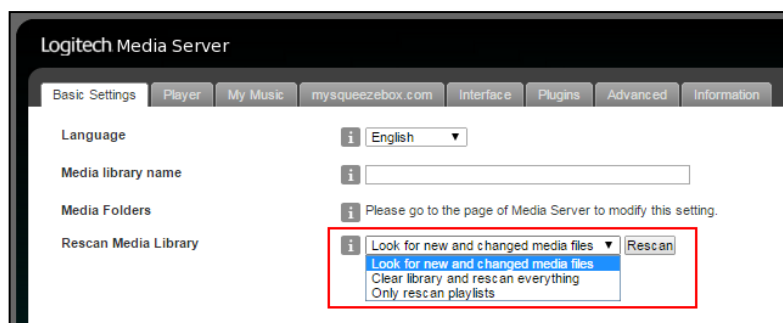 Logitech Media Server
Basic Settings Player My Music mysqueezebox.com Interface Plugins Advanced Information
Language i English ▼
Media library name i
Media Folders i Please go to the page of Media Server to modify this setting.
Rescan Media Library i Look for new and changed media files ▼ Rescan
Look for new and changed media files
Clear library and rescan everything
Only rescan playlists